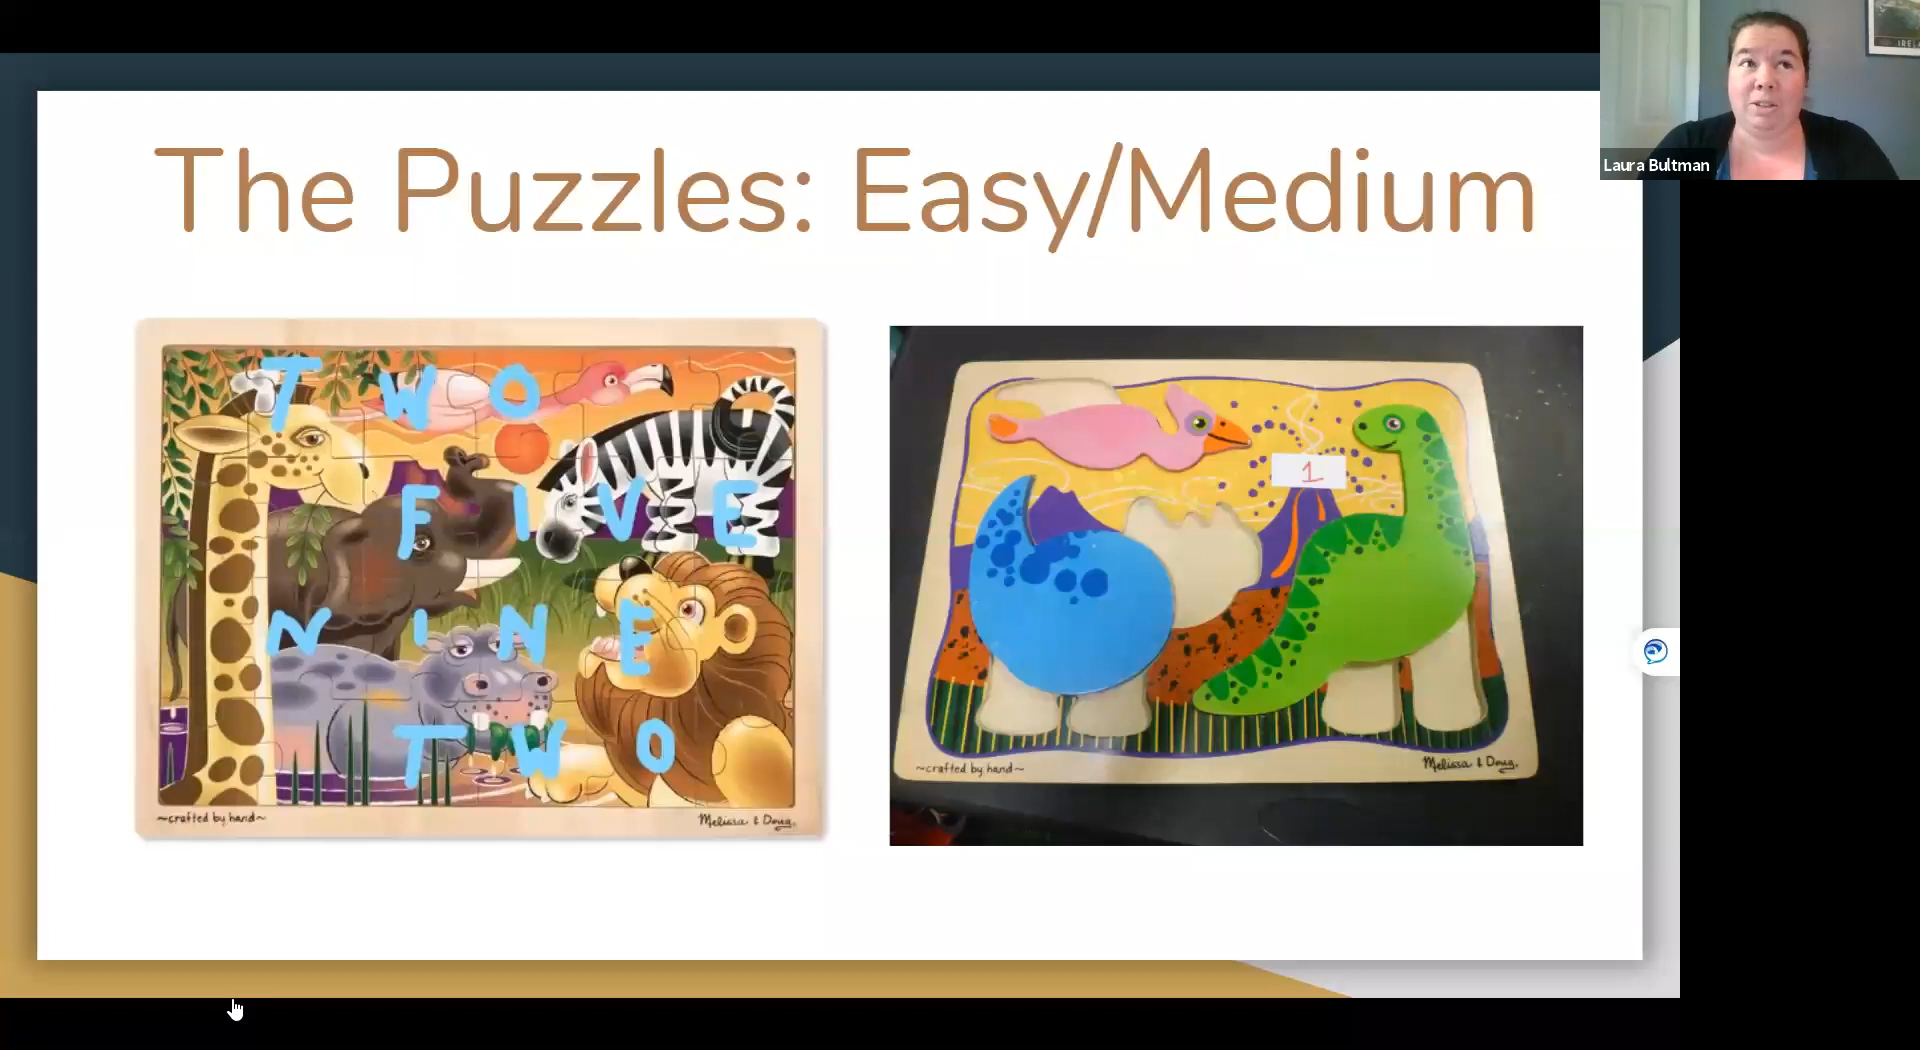 The Puzzles: Easy/Medium
Laura Bultman
TWO
FIVE
NINE
TWO
~crafted by hand~
Melissa & Doug.
1
~crafted by hand~
Melissa & Doug.